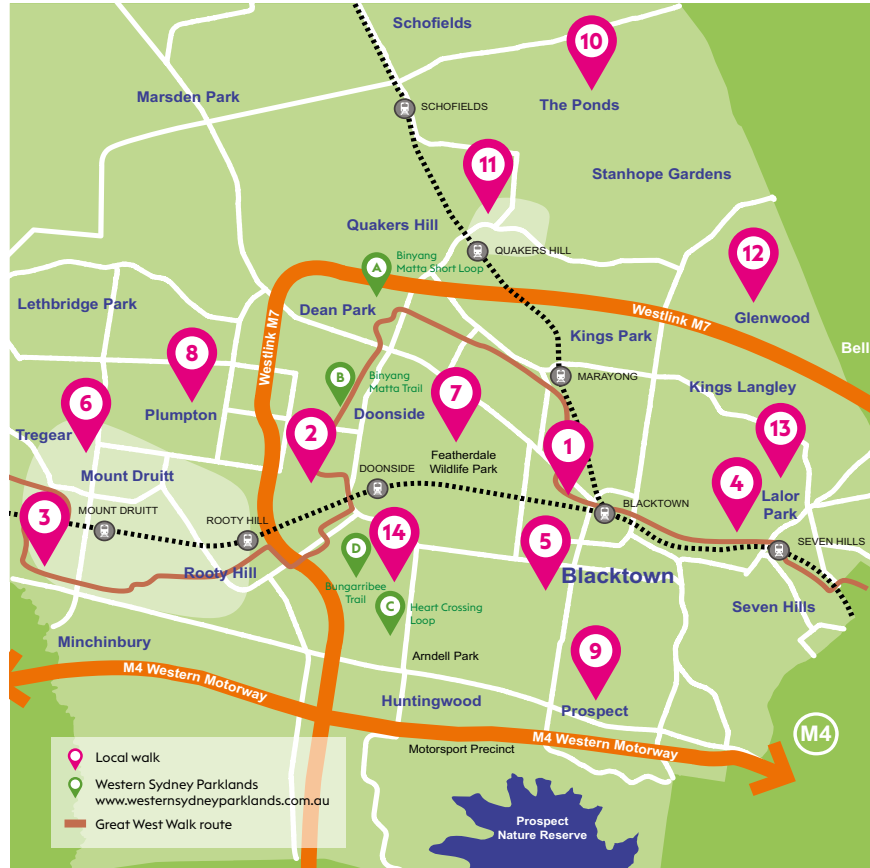 Schofields
10
The Ponds
Marsden Park
SCHOFIELDS
11
Stanhope Gardens
Quakers Hill
QUAKERS HILL
12
Glenwood
A
Binyang
Matta Short Loop
Lethbridge Park
Dean Park
Westlink M7
Westlink M7
Kings Park
Bell
8
Plumpton
B
Binyang
Matta Trail
MARAYONG
Kings Langley
6
Tregear
7
Doonside
2
1
13
Featherdale
Wildlife Park
Mount Druitt
DOONSIDE
4
Lalor
Park
3
MOUNT DRUITT
ROOTY HILL
BLACKTOWN
14
5
SEVEN HILLS
D
Rooty Hill
Bungarribee
Trail
Blacktown
C
Heart Crossing
Loop
Seven Hills
Minchinbury
Arndell Park
9
M4 Western Motorway
Huntingwood
Prospect
M4
M4 Western Motorway
Motorsport Precinct
Local walk
Western Sydney Parklands
www.westernsydneyparklands.com.au
Great West Walk route
Prospect
Nature Reserve